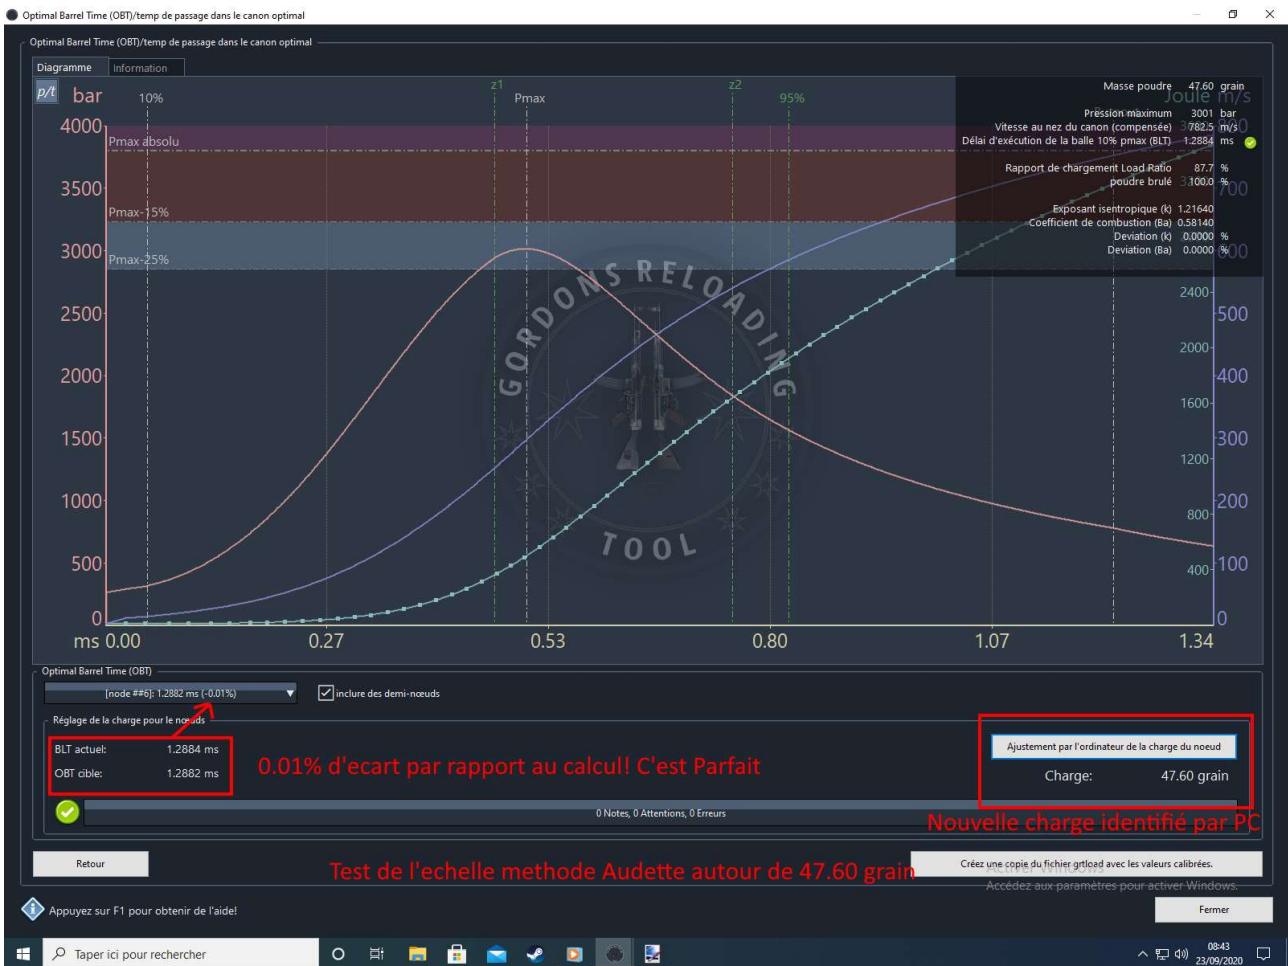 Optimal Barrel Time (OBT)/temp de passage dans le canon optimal
Optimal Barrel Time (OBT)/temp de passage dans le canon optimal
Diagramme
Information
p/t
bar
10%
z1
Pmax
z2
95%
Joule m/s
Masse poudre 47.60 grain
Pression maximum 3001 bar
Vitesse au nez du canon (compensée) 782.5 m/s
Délai d'exécution de la balle 10% pmax (BLT) 1.2884 ms
Rapport de chargement Load Ratio 87.7 %
poudre brulé 100.0 %
Exposant isentropique (k) 1.21640
Coefficient de combustion (Ba) 0.58140
Deviation (k) 0.0000 %
Deviation (Ba) 0.0000 %
4000
Pmax absolu
3500
Pmax-15%
700
3000
Pmax-25%
2400
2500
500
2000
2000
400
1600
1500
300
1200
1000
200
800
500
400
100
0
0
GORDONS RELOADING
TOOL
ms 0.00 0.27 0.53 0.80 1.07 1.34
Optimal Barrel Time (OBT)
[node ##6]: 1.2882 ms (-0.01%)
inclure des demi-nœuds
Réglage de la charge pour le nœuds
BLT actuel: 1.2884 ms
OBT cible: 1.2882 ms
0.01% d'ecart par rapport au calcul! C'est Parfait
Ajustement par l'ordinateur de la charge du noeud
Charge: 47.60 grain
0 Notes, 0 Attentions, 0 Erreurs
Nouvelle charge identifié par PC
Retour
Test de l'echelle methode Audette autour de 47.60 grain
Créez une copie du fichier grtload avec les valeurs calibrées.
Activer Windows
Accédez aux paramètres pour activer Windows.
Appuyez sur F1 pour obtenir de l'aide!
Fermer
Taper ici pour rechercher
08:43
23/09/2020